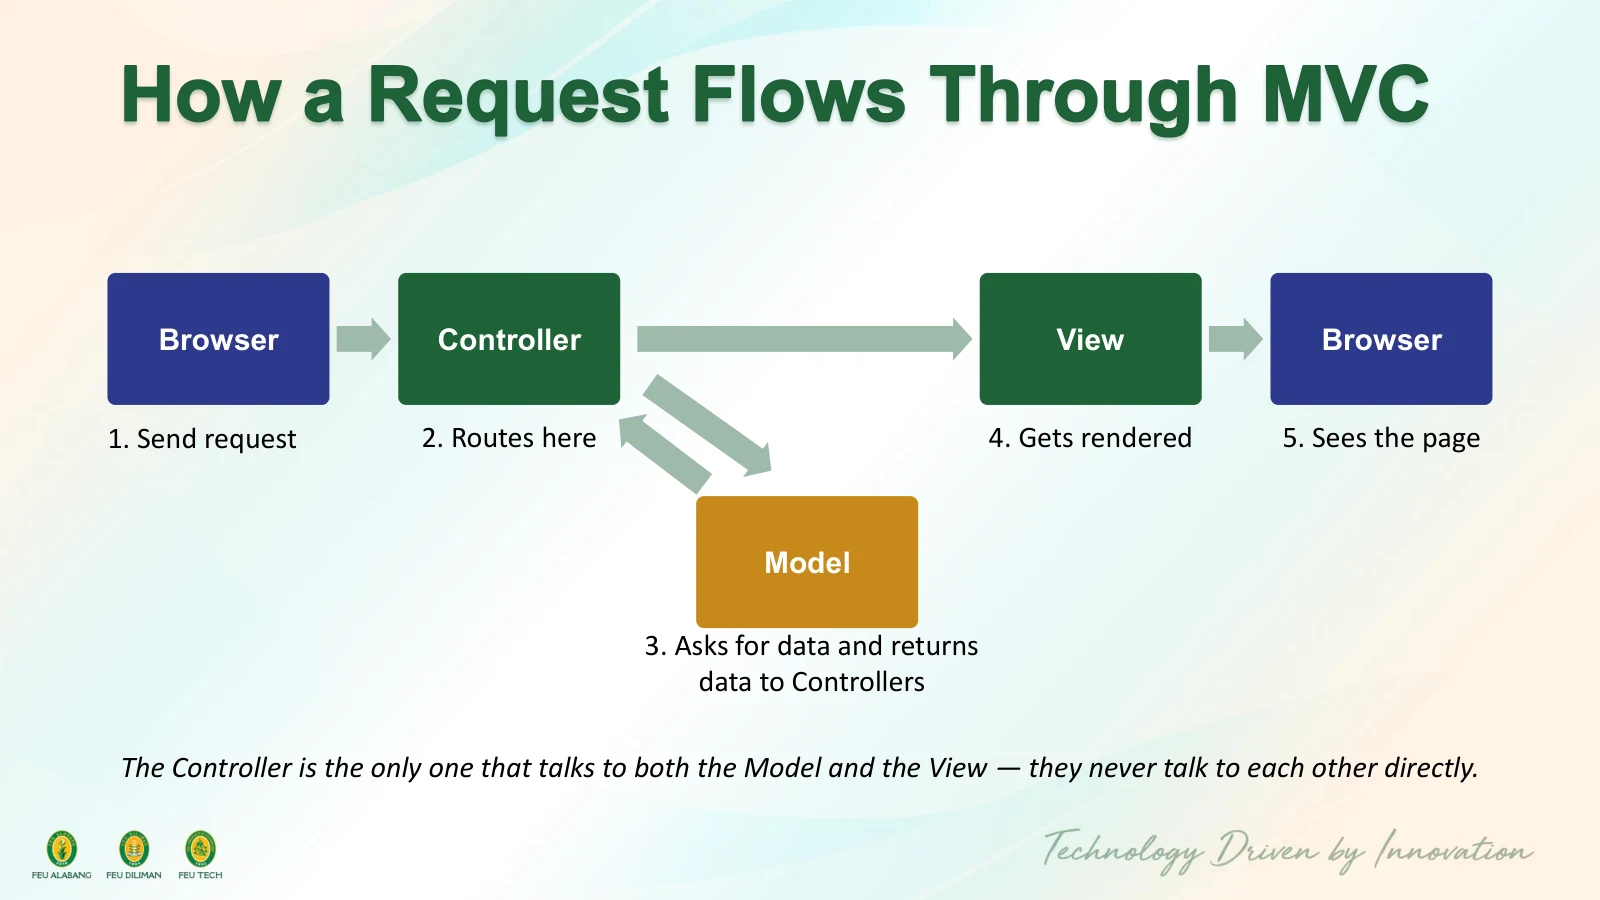 How a Request Flows Through MVC
Browser
Controller
View
Browser
1. Send request
2. Routes here
4. Gets rendered
5. Sees the page
Model
3. Asks for data and returns
data to Controllers
The Controller is the only one that talks to both the Model and the View — they never talk to each other directly.
FEU ALABANG
FEU DILIMAN
FEU TECH
Technology Driven by Innovation